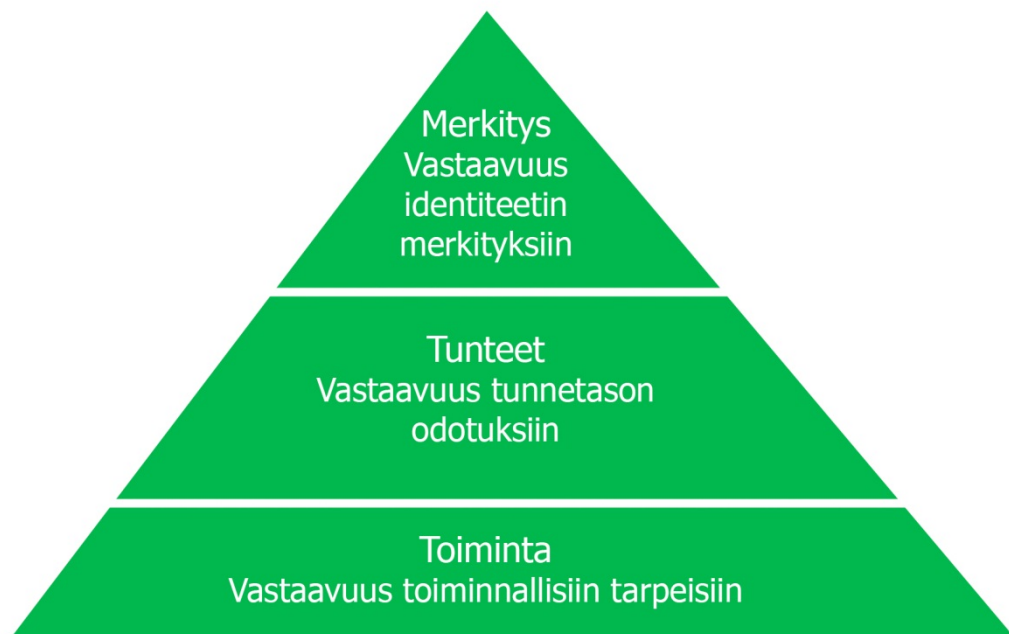 Merkitys
Vastaavuus
identiteetin
merkityksiin
Tunteet
Vastaavuus tunnetason
odotuksiin
Toiminta
Vastaavuus toiminnallisiin tarpeisiin